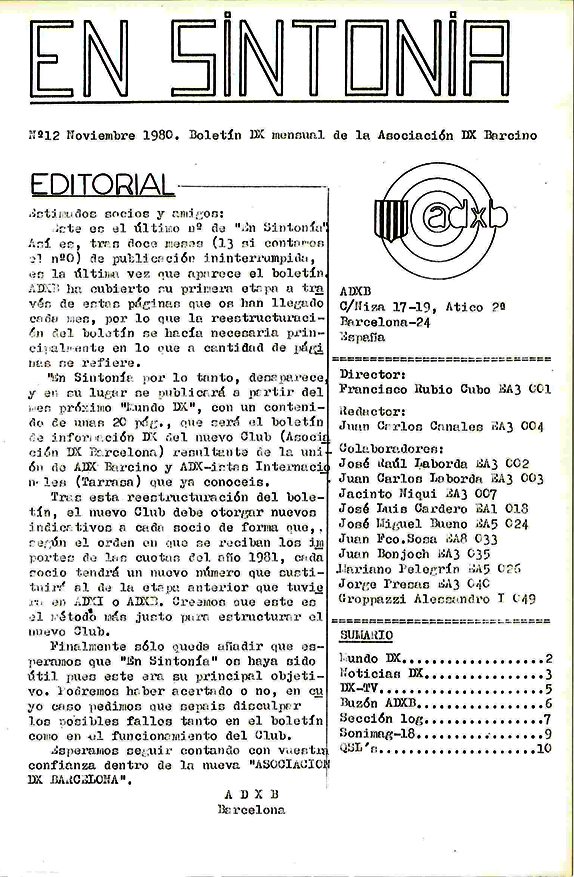 EN SINTONIA
Nº12 Noviembre 1980. Boletín DX mensual de la Asociación DX Barcino
EDITORIAL
Estimados socios y amigos:
Este es el último nº de "En Sintonía".
Así es, tras doce meses (13 si contamos
el nº0) de publicación ininterrumpida,
es la última vez que aparece el boletín.
ADXB ha cubierto su primera etapa a tra
vés de estas páginas que os han llegado
cada mes, por lo que la reestructuraci-
ón del boletín se hacía necesaria prin-
cipalmente en lo que a cantidad de pági
nas se refiere.
"En Sintonía por lo tanto, desaparece,
y en su lugar se publicará a partir del
mes próximo "Mundo DX", con un conteni-
do de unas 20 pág., que será el boletín
de información DX del nuevo Club (Asocia
ción DX Barcelona) resultante de la uni-
ón de ADX Barcino y ADX-istas Internacio
nales (Tarrasa) que ya conoceis.
Tras esta reestructuración del bole-
tín, el nuevo Club debe otorgar nuevos
indicativos a cada socio de forma que,,
según el orden en que se reciban los im
portes de las cuotas del año 1981, cada
socio tendrá un nuevo número que susti-
tuirá al de la etapa anterior que tuvie
ra en ADXI o ADXB. Creemos que este es
el método más justo para estructurar el
nuevo Club.
Finalmente sólo queda añadir que es-
peramos que "En Sintonía" os haya sido
útil pues este era su principal objeti-
vo. Podremos haber acertado o no, en cu
yo caso pedimos que sepais disculpar
los posibles fallos tanto en el boletín
como en el funcionamiento del Club.
Esperamos seguir contando con vuestra
confianza dentro de la nueva "ASOCIACION
DX BARCELONA".
A D X B
Barcelona
adxb
ADXB
C/Niza 17-19, Atico 2ª
Barcelona-24
España
Director:
Francisco Rubio Cubo EA3 001
Redactor:
Juan Carlos Canales EA3 004
Colaboradores:
José Raúl Laborda EA3 002
Juan Carlos Laborda EA3 003
Jacinto Niqui EA3 007
José Luis Cardero EA1 018
José Miguel Bueno EA5 024
Juan Fco.Sosa EA8 033
Juan Bonjoch EA3 035
Mariano Pelegrín EA5 026
Jorge Presas EA3 040
Groppazzi Alessandro I 049
SUMARIO
Mundo DX....................2
Noticias DX.................3
DX-TV.......................5
Buzón ADXB..................6
Sección log.................7
Sonimag-18..................9
QSL's......................10